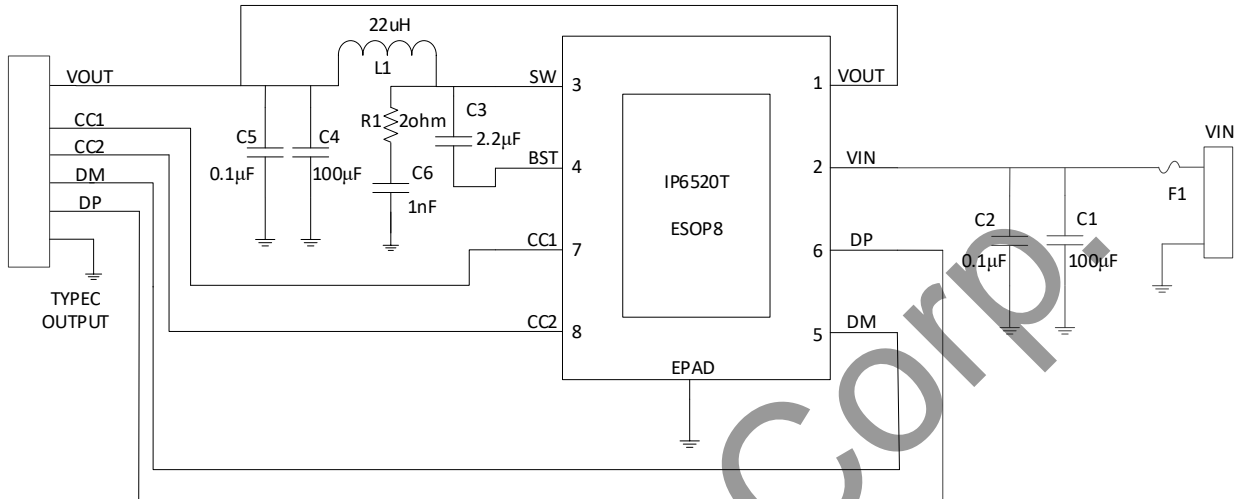 22uH
L1
VOUT
CC1
CC2
DM
DP
TYPEC
OUTPUT
C5
0.1μF
C4
100μF
R1
2ohm
C6
1nF
C3
2.2μF
SW
3
BST
4
CC1
7
CC2
8
IP6520T
ESOP8
EPAD
1
VOUT
2
VIN
6
DP
5
DM
C2
0.1μF
C1
100μF
F1
VIN
Corp.